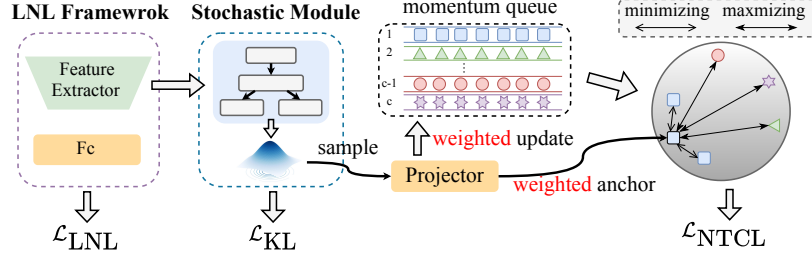 LNL Framewrok
Feature
Extractor
Fc
ℒLNL
Stochastic Module
sample
ℒKL
momentum queue
1
2
⋮
c-1
c
weighted update
Projector
weighted anchor
minimizing
maxmizing
ℒNTCL